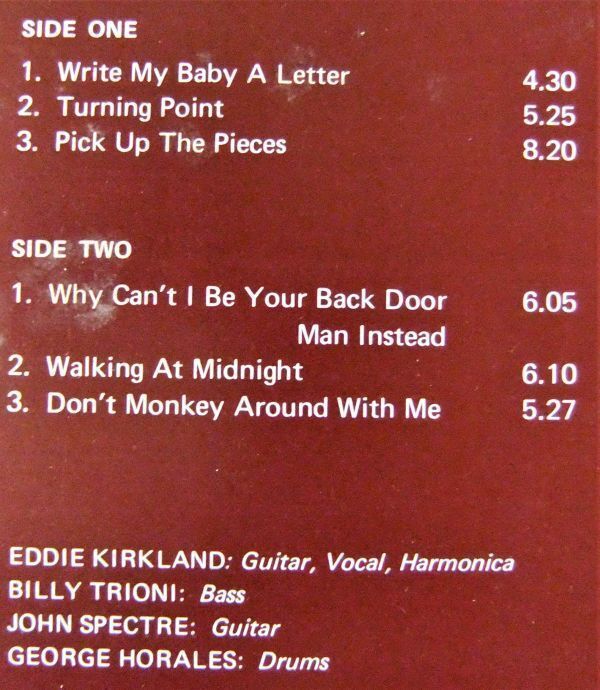 SIDE ONE
1. Write My Baby A Letter 4.30
2. Turning Point 5.25
3. Pick Up The Pieces 8.20
SIDE TWO
1. Why Can't I Be Your Back Door 6.05
Man Instead
2. Walking At Midnight 6.10
3. Don't Monkey Around With Me 5.27
EDDIE KIRKLAND: Guitar, Vocal, Harmonica
BILLY TRIONI: Bass
JOHN SPECTRE: Guitar
GEORGE HORALES: Drums